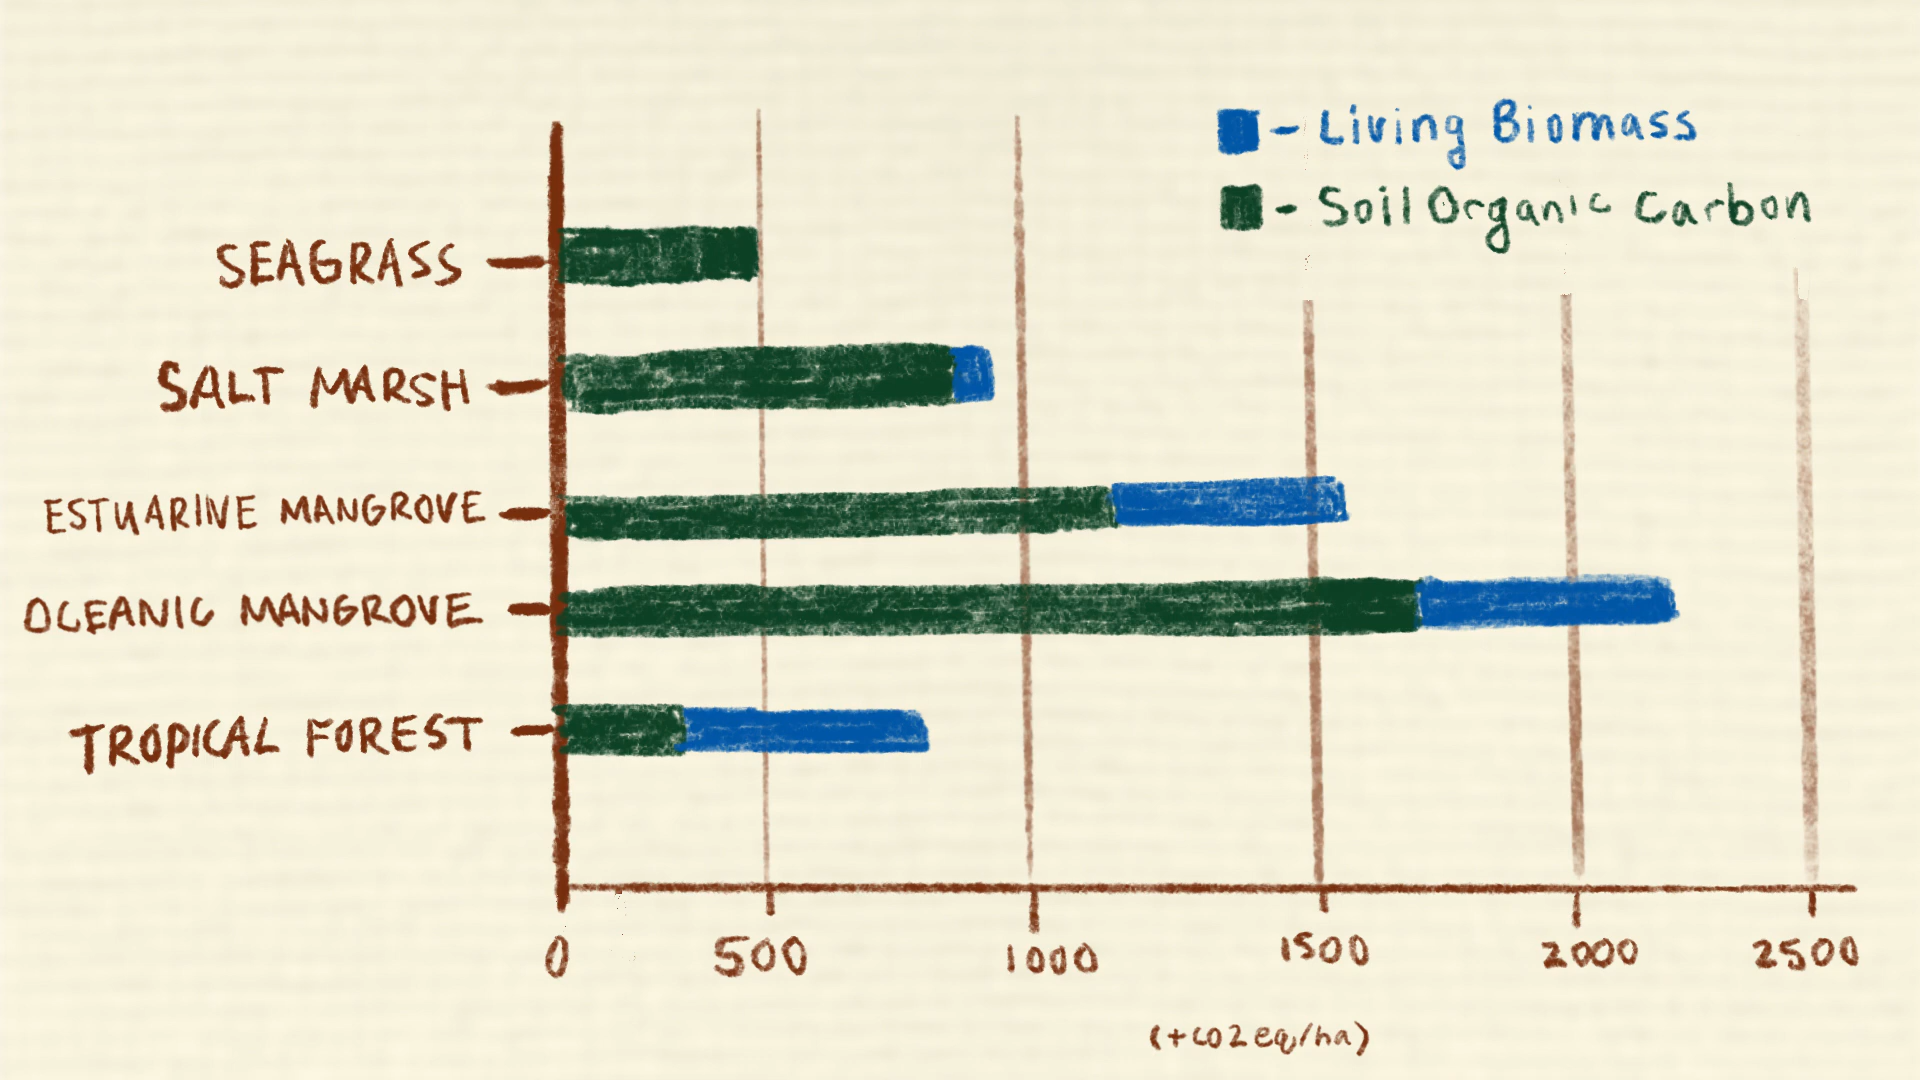 - Living Biomass
- Soil Organic Carbon
SEAGRASS
SALT MARSH
ESTUARINE MANGROVE
OCEANIC MANGROVE
TROPICAL FOREST
0 500 1000 1500 2000 2500
(+CO2eq/ha)